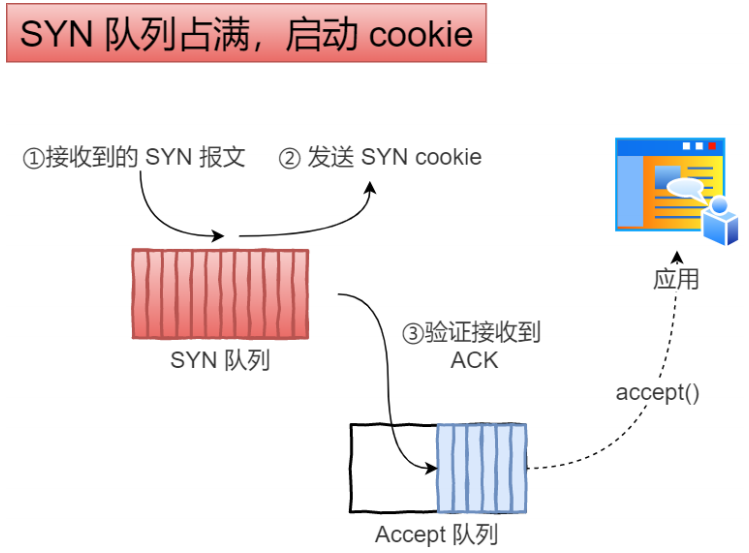 SYN 队列占满，启动 cookie
①接收到的 SYN 报文
② 发送 SYN cookie
应用
SYN 队列
③验证接收到
ACK
accept()
Accept 队列